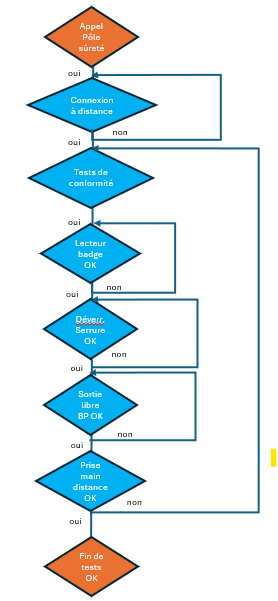 Appel
Pôle
sûreté
oui
Connexion
à distance
non
oui
Tests de
conformité
oui
Lecteur
badge
OK
non
oui
Déverr.
Serrure
OK
non
oui
Sortie
libre
BP OK
non
oui
Prise
main
distance
OK
non
oui
Fin de
tests
OK